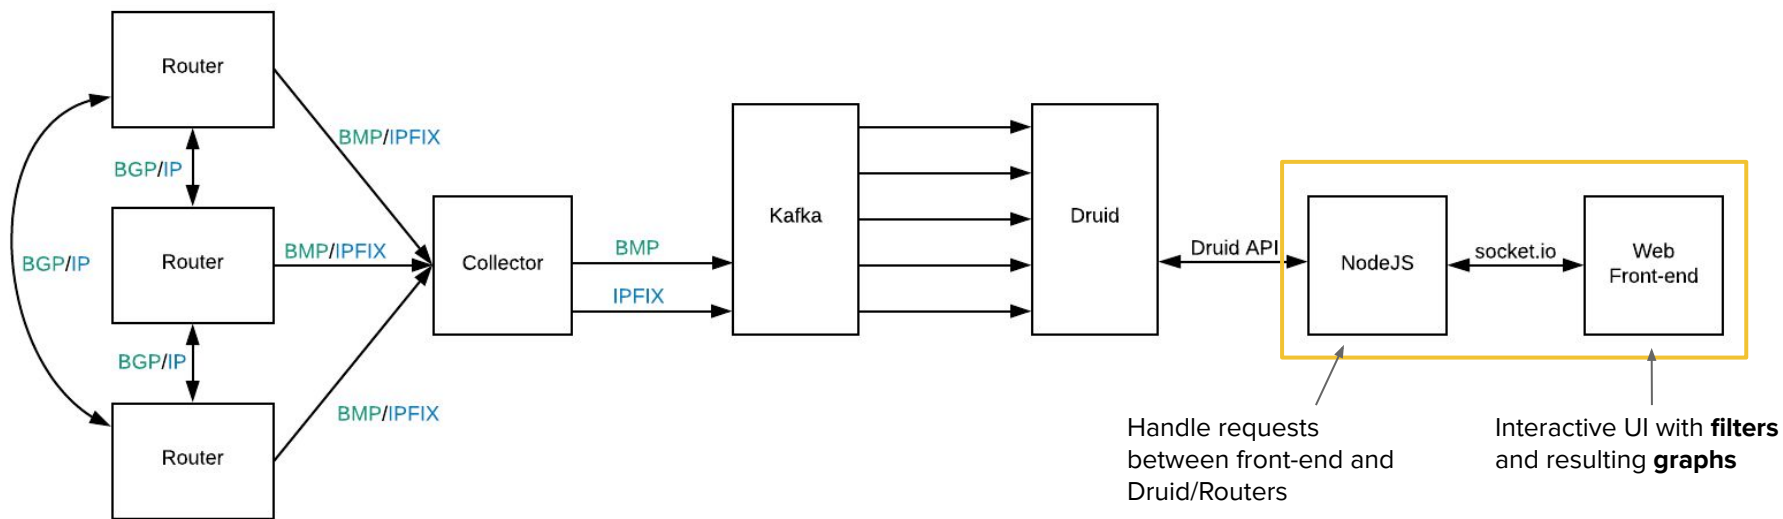 Router
BMP/IPFIX
BGP/IP
Router
BGP/IP
BMP/IPFIX
BGP/IP
Router
BMP/IPFIX
Collector
BMP
IPFIX
Kafka
Druid
Druid API
NodeJS
socket.io
Web
Front-end
Handle requests
between front-end and
Druid/Routers
Interactive UI with filters
and resulting graphs